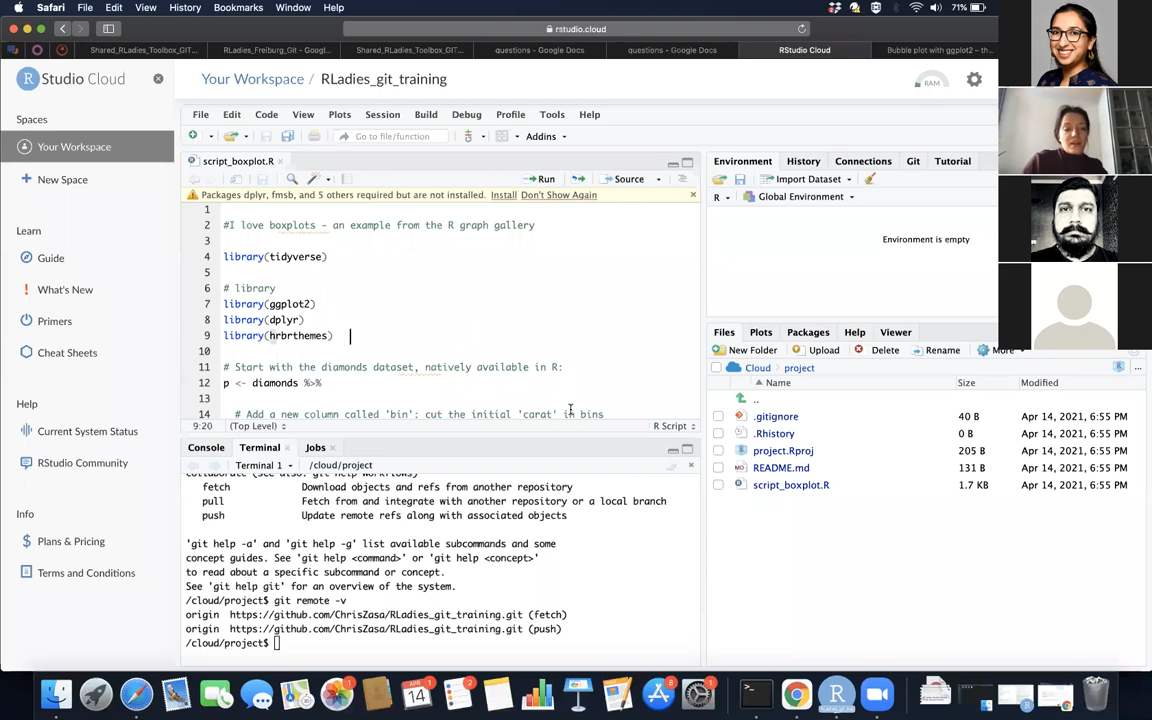 Safari File Edit View History Bookmarks Window Help 71%
rstudio.cloud
Shared_RLadies_Toolbox_GIT... RLadies_Freiburg_Git - Googl... Shared_RLadies_Toolbox_GIT... questions - Google Docs questions - Google Docs RStudio Cloud Bubble plot with ggplot2 – th...
R Studio Cloud
Your Workspace / RLadies_git_training
RAM
Spaces
Your Workspace
New Space
Learn
Guide
What's New
Primers
Cheat Sheets
Help
Current System Status
RStudio Community
Info
Plans & Pricing
Terms and Conditions
File Edit Code View Plots Session Build Debug Profile Tools Help
Go to file/function Addins
script_boxplot.R
Run Source
Packages dplyr, fmsb, and 5 others required but are not installed. Install Don't Show Again
1
2 #I love boxplots - an example from the R graph gallery
3
4 library(tidyverse)
5
6 # library
7 library(ggplot2)
8 library(dplyr)
9 library(hrbrthemes)
10
11 # Start with the diamonds dataset, natively available in R:
12 p <- diamonds %>%
13
14 # Add a new column called 'bin': cut the initial 'carat' in bins
9:20 (Top Level) R Script
Console Terminal Jobs
Terminal 1 /cloud/project
collaborate (see also: git help workflows)
fetch Download objects and refs from another repository
pull Fetch from and integrate with another repository or a local branch
push Update remote refs along with associated objects
'git help -a' and 'git help -g' list available subcommands and some
concept guides. See 'git help <command>' or 'git help <concept>'
to read about a specific subcommand or concept.
See 'git help git' for an overview of the system.
/cloud/project$ git remote -v
origin https://github.com/ChrisZasa/RLadies_git_training.git (fetch)
origin https://github.com/ChrisZasa/RLadies_git_training.git (push)
/cloud/project$
Environment History Connections Git Tutorial
Import Dataset
R Global Environment
Environment is empty
Files Plots Packages Help Viewer
New Folder Upload Delete Rename More
Cloud project
Name Size Modified
..
.gitignore 40 B Apr 14, 2021, 6:55 PM
.Rhistory 0 B Apr 14, 2021, 6:55 PM
project.Rproj 205 B Apr 14, 2021, 6:55 PM
README.md 131 B Apr 14, 2021, 6:55 PM
script_boxplot.R 1.7 KB Apr 14, 2021, 6:55 PM